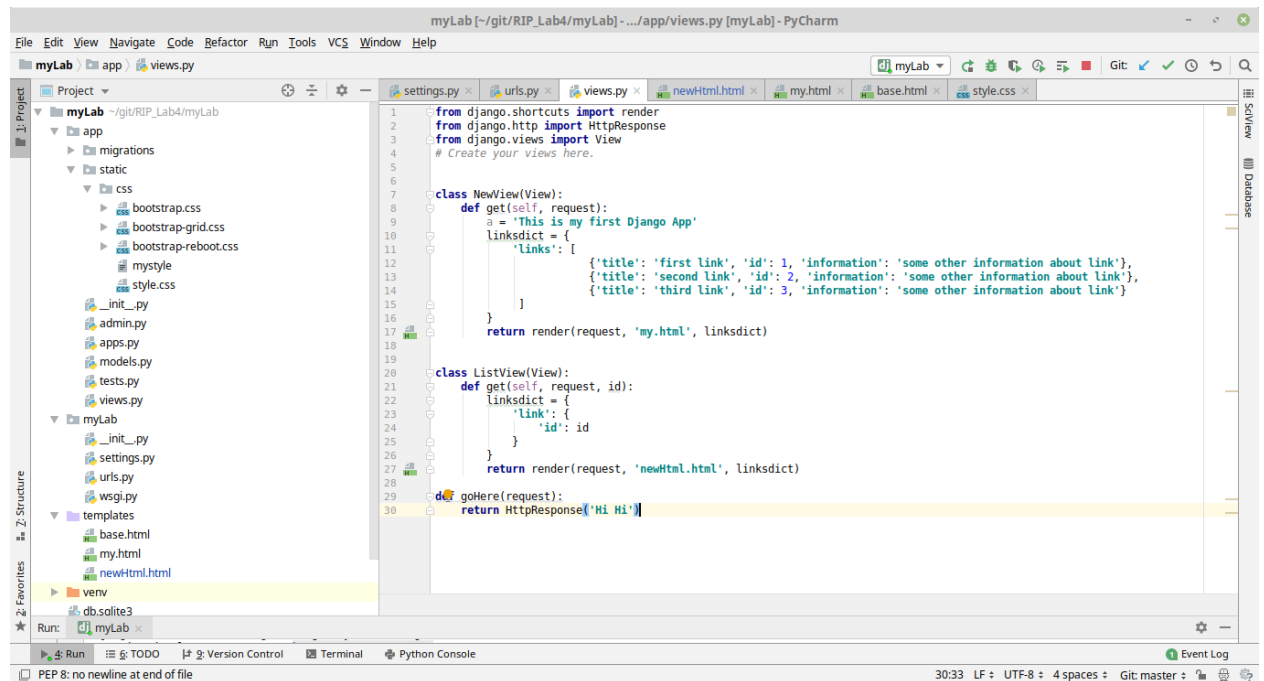 myLab [~/git/RIP_Lab4/myLab] - .../app/views.py [myLab] - PyCharm
File Edit View Navigate Code Refactor Run Tools VCS Window Help
myLab app views.py
myLab Git:
1: Project
Project
settings.py urls.py views.py newHtml.html my.html base.html style.css
myLab ~/git/RIP_Lab4/myLab
app
migrations
static
css
bootstrap.css
bootstrap-grid.css
bootstrap-reboot.css
mystyle
style.css
__init__.py
admin.py
apps.py
models.py
tests.py
views.py
myLab
__init__.py
settings.py
urls.py
wsgi.py
templates
base.html
my.html
newHtml.html
venv
db.sqlite3
1 from django.shortcuts import render
2 from django.http import HttpResponse
3 from django.views import View
4 # Create your views here.
5
6
7 class NewView(View):
8     def get(self, request):
9         a = 'This is my first Django App'
10         linksdict = {
11             'links': [
12                 {'title': 'first link', 'id': 1, 'information': 'some other information about link'},
13                 {'title': 'second link', 'id': 2, 'information': 'some other information about link'},
14                 {'title': 'third link', 'id': 3, 'information': 'some other information about link'}
15             ]
16         }
17         return render(request, 'my.html', linksdict)
18
19
20 class ListView(View):
21     def get(self, request, id):
22         linksdict = {
23             'link': {
24                 'id': id
25             }
26         }
27         return render(request, 'newHtml.html', linksdict)
28
29 def goHere(request):
30     return HttpResponse('Hi Hi')
SciView
Database
Z: Structure
2: Favorites
Run: myLab
4: Run 6: TODO 9: Version Control Terminal Python Console 1 Event Log
PEP 8: no newline at end of file 30:33 LF UTF-8 4 spaces Git: master